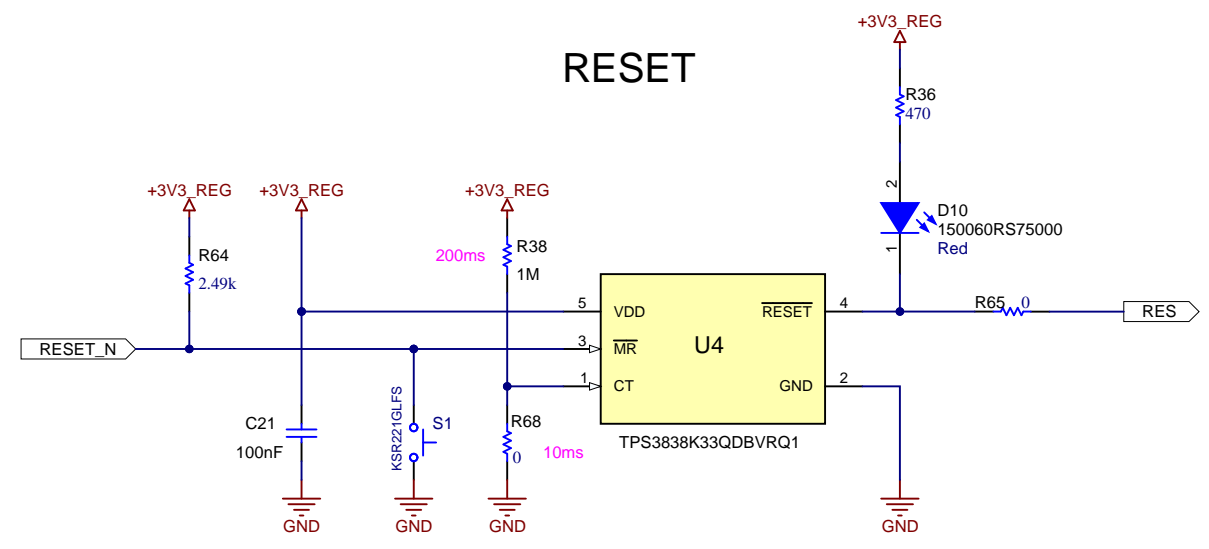 RESET
+3V3_REG
R36
470
2
D10
150060RS75000
Red
1
+3V3_REG
+3V3_REG
+3V3_REG
R64
2.49k
200ms
R38
1M
5
VDD
RESET
4
R65
0
RES
RESET_N
3
MR
U4
1
CT
GND
2
C21
100nF
KSR221GLFS
S1
R68
0
10ms
TPS3838K33QDBVRQ1
GND
GND
GND
GND